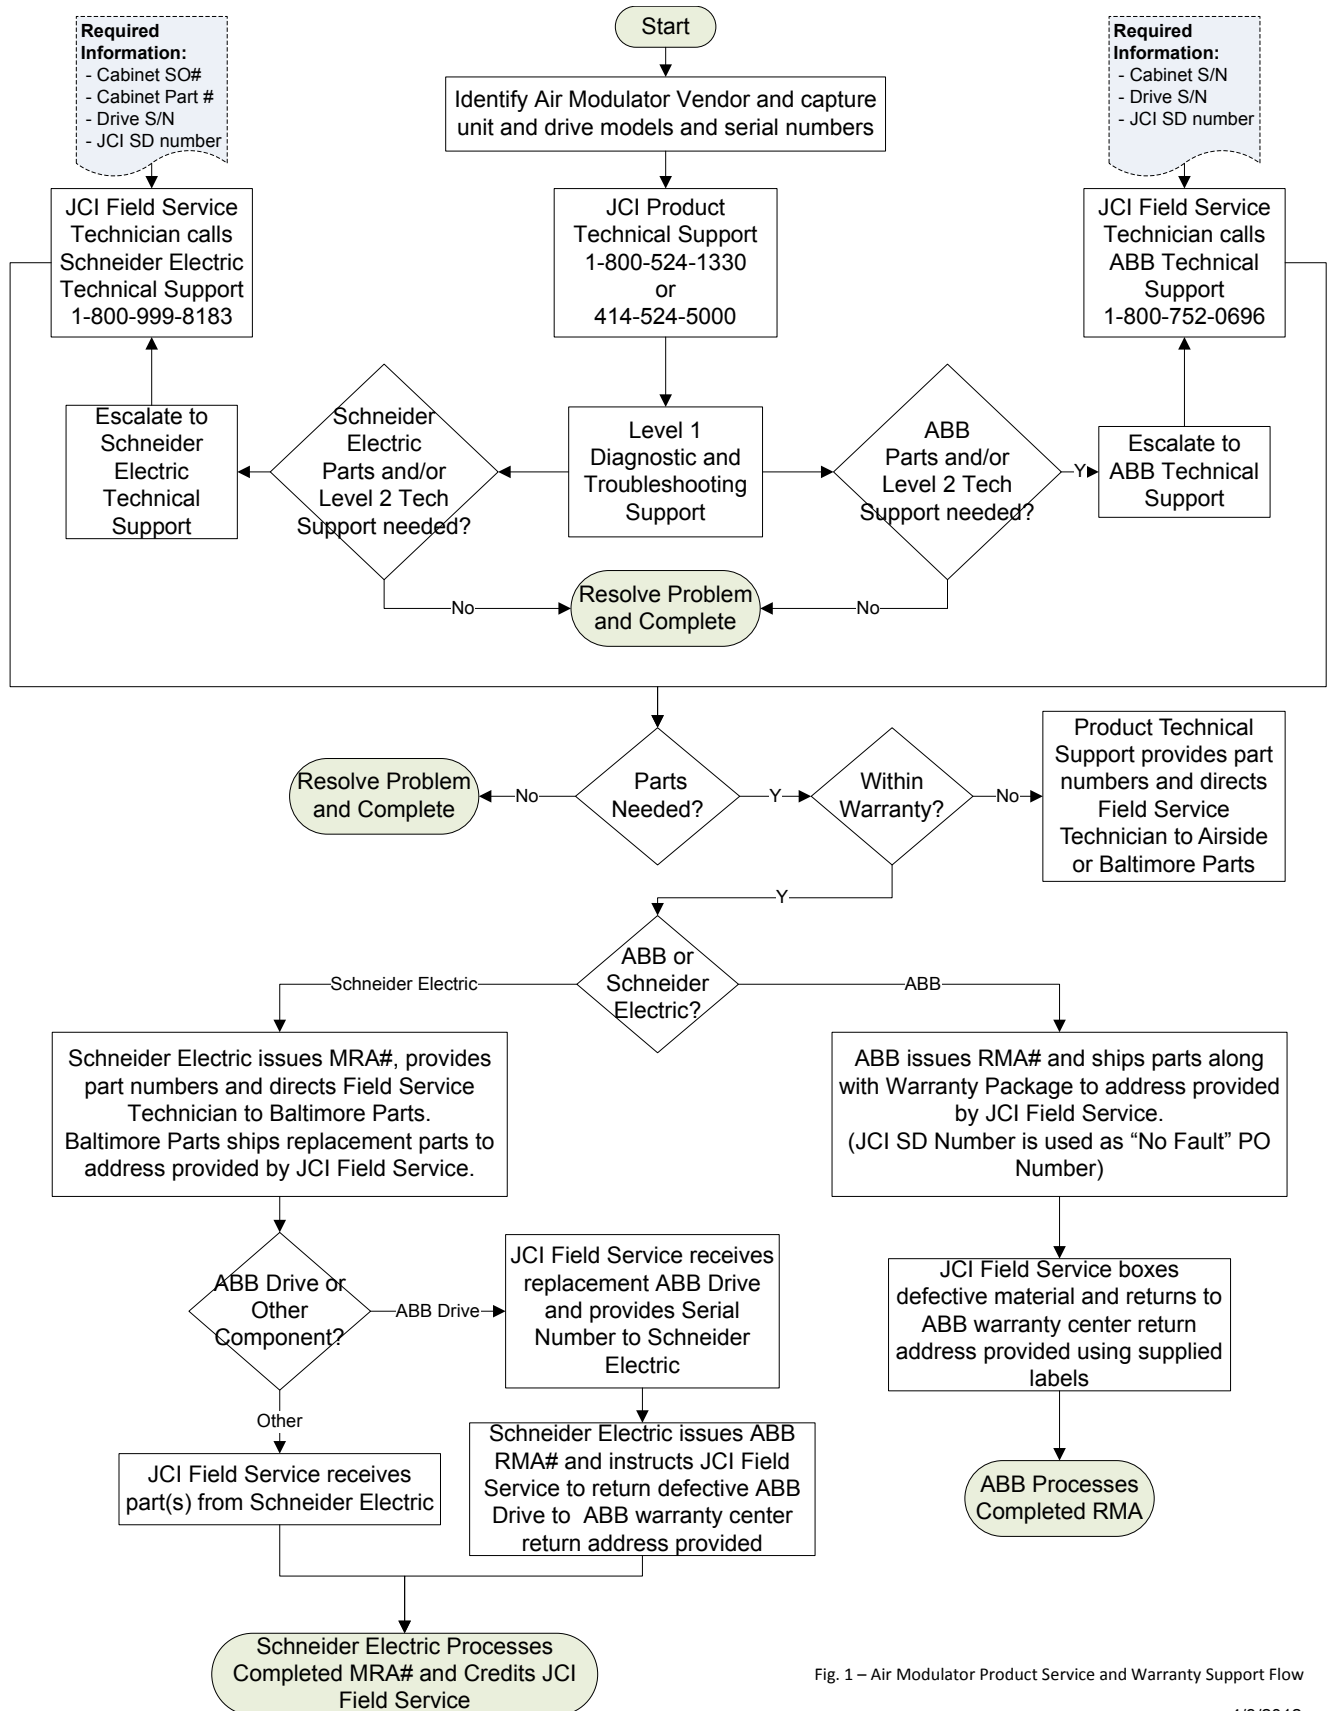 Required
Information:
- Cabinet SO#
- Cabinet Part #
- Drive S/N
- JCI SD number
Start
Required
Information:
- Cabinet S/N
- Drive S/N
- JCI SD number
Identify Air Modulator Vendor and capture
unit and drive models and serial numbers
JCI Field Service
Technician calls
Schneider Electric
Technical Support
1-800-999-8183
JCI Product
Technical Support
1-800-524-1330
or
414-524-5000
JCI Field Service
Technician calls
ABB Technical
Support
1-800-752-0696
Escalate to
Schneider
Electric
Technical
Support
Schneider
Electric
Parts and/or
Level 2 Tech
Support needed?
Level 1
Diagnostic and
Troubleshooting
Support
ABB
Parts and/or
Level 2 Tech
Support needed?
Y
Escalate to
ABB Technical
Support
No
Resolve Problem
and Complete
No
Resolve Problem
and Complete
No
Parts
Needed?
Y
Within
Warranty?
No
Product Technical
Support provides part
numbers and directs
Field Service
Technician to Airside
or Baltimore Parts
Y
ABB or
Schneider
Electric?
Schneider Electric
ABB
Schneider Electric issues MRA#, provides
part numbers and directs Field Service
Technician to Baltimore Parts.
Baltimore Parts ships replacement parts to
address provided by JCI Field Service.
ABB issues RMA# and ships parts along
with Warranty Package to address provided
by JCI Field Service.
(JCI SD Number is used as “No Fault” PO
Number)
ABB Drive or
Other
Component?
ABB Drive
JCI Field Service receives
replacement ABB Drive
and provides Serial
Number to Schneider
Electric
JCI Field Service boxes
defective material and returns to
ABB warranty center return
address provided using supplied
labels
Other
JCI Field Service receives
part(s) from Schneider Electric
Schneider Electric issues ABB
RMA# and instructs JCI Field
Service to return defective ABB
Drive to ABB warranty center
return address provided
ABB Processes
Completed RMA
Schneider Electric Processes
Completed MRA# and Credits JCI
Field Service
Fig. 1 – Air Modulator Product Service and Warranty Support Flow